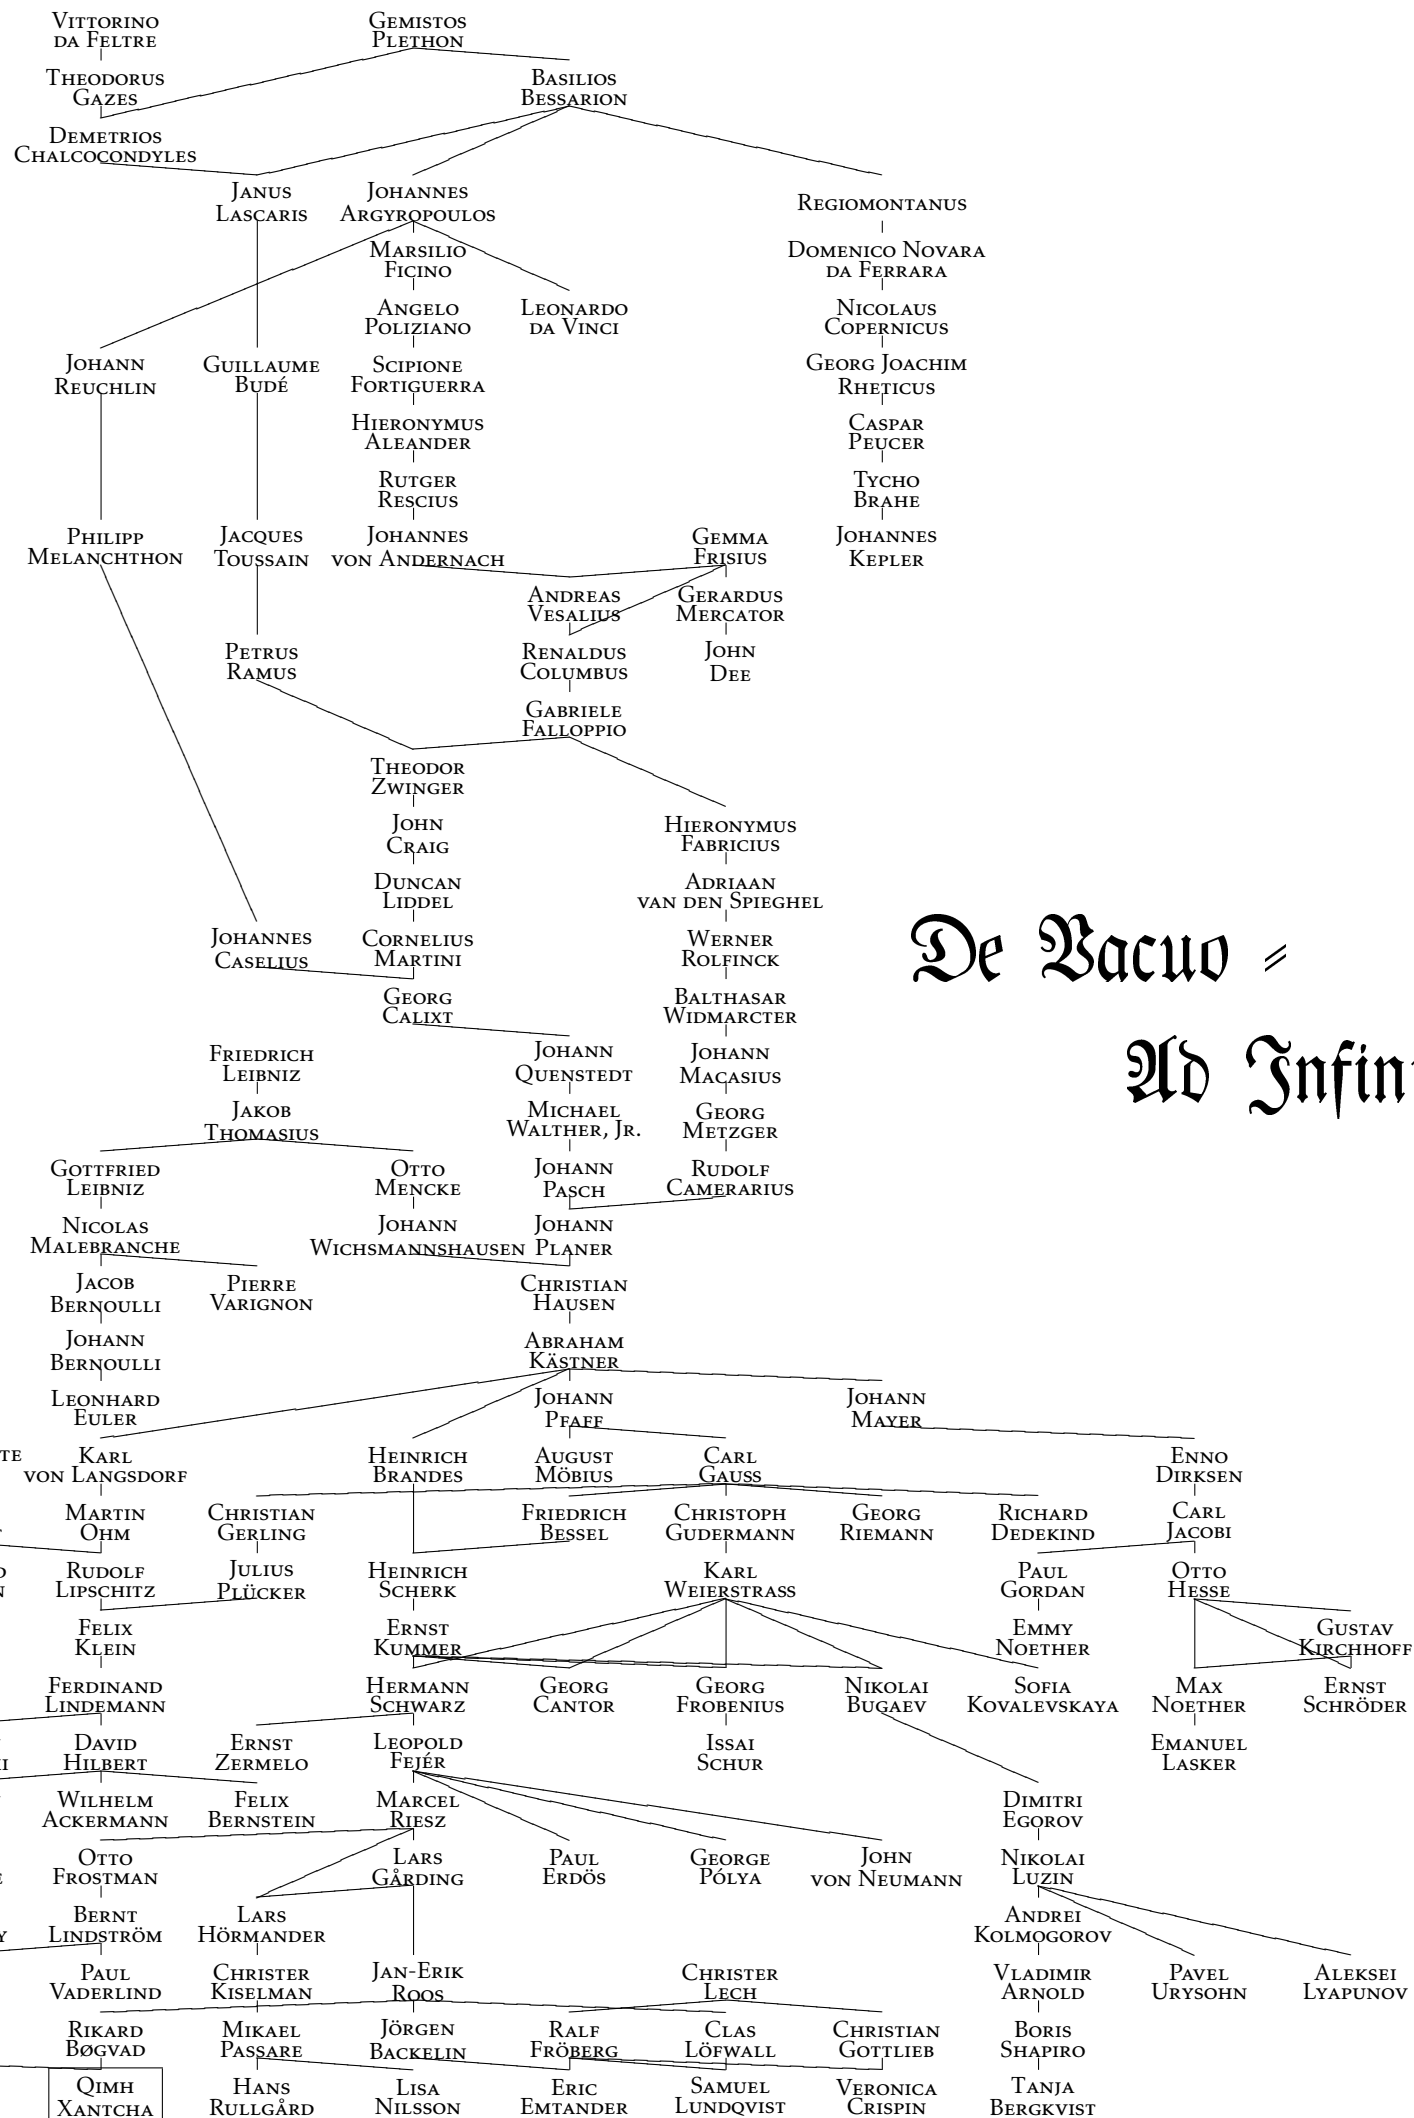 Vittorino
da Feltre
Gemistos
Plethon
Theodorus
Gazes
Basilios
Bessarion
Demetrios
Chalcocondyles
Janus
Lascaris
Johannes
Argyropoulos
Regiomontanus
Marsilio
Ficino
Domenico Novara
da Ferrara
Angelo
Poliziano
Leonardo
da Vinci
Nicolaus
Copernicus
Johann
Reuchlin
Guillaume
Budé
Scipione
Fortiguerra
Georg Joachim
Rheticus
Hieronymus
Aleander
Caspar
Peucer
Rutger
Rescius
Tycho
Brahe
Philipp
Melanchthon
Jacques
Toussain
Johannes
von Andernach
Gemma
Frisius
Johannes
Kepler
Andreas
Vesalius
Gerardus
Mercator
Petrus
Ramus
Renaldus
Columbus
John
Dee
Gabriele
Falloppio
Theodor
Zwinger
John
Craig
Hieronymus
Fabricius
Duncan
Liddel
Adriaan
van den Spieghel
Johannes
Caselius
Cornelius
Martini
Werner
Rolfinck
De Vacuo =
Georg
Calixt
Balthasar
Widmarcter
Friedrich
Leibniz
Johann
Quenstedt
Johann
Macasius
Ad Infin
Jakob
Thomasius
Michael
Walther, Jr.
Georg
Metzger
Gottfried
Leibniz
Otto
Mencke
Johann
Pasch
Rudolf
Camerarius
Nicolas
Malebranche
Johann
Wichsmannshausen
Johann
Planer
Jacob
Bernoulli
Pierre
Varignon
Christian
Hausen
Johann
Bernoulli
Abraham
Kästner
Leonhard
Euler
Johann
Pfaff
Johann
Mayer
te
Karl
von Langsdorf
Heinrich
Brandes
August
Möbius
Carl
Gauss
Enno
Dirksen
Martin
Ohm
Christian
Gerling
Friedrich
Bessel
Christoph
Gudermann
Georg
Riemann
Richard
Dedekind
Carl
Jacobi
Rudolf
Lipschitz
Julius
Plücker
Heinrich
Scherk
Karl
Weierstrass
Paul
Gordan
Otto
Hesse
Felix
Klein
Ernst
Kummer
Emmy
Noether
Gustav
Kirchhoff
Ferdinand
Lindemann
Hermann
Schwarz
Georg
Cantor
Georg
Frobenius
Nikolai
Bugaev
Sofia
Kovalevskaya
Max
Noether
Ernst
Schröder
David
Hilbert
Ernst
Zermelo
Leopold
Fejér
Issai
Schur
Emanuel
Lasker
Wilhelm
Ackermann
Felix
Bernstein
Marcel
Riesz
Dimitri
Egorov
Otto
Frostman
Lars
Gårding
Paul
Erdös
George
Pólya
John
von Neumann
Nikolai
Luzin
Bernt
Lindström
Lars
Hörmander
Andrei
Kolmogorov
Paul
Vaderlind
Christer
Kiselman
Jan-Erik
Roos
Christer
Lech
Vladimir
Arnold
Pavel
Urysohn
Aleksei
Lyapunov
Rikard
Bøgvad
Mikael
Passare
Jörgen
Backelin
Ralf
Fröberg
Clas
Löfwall
Christian
Gottlieb
Boris
Shapiro
Qimh
Xantcha
Hans
Rullgård
Lisa
Nilsson
Eric
Emtander
Samuel
Lundqvist
Veronica
Crispin
Tanja
Bergkvist